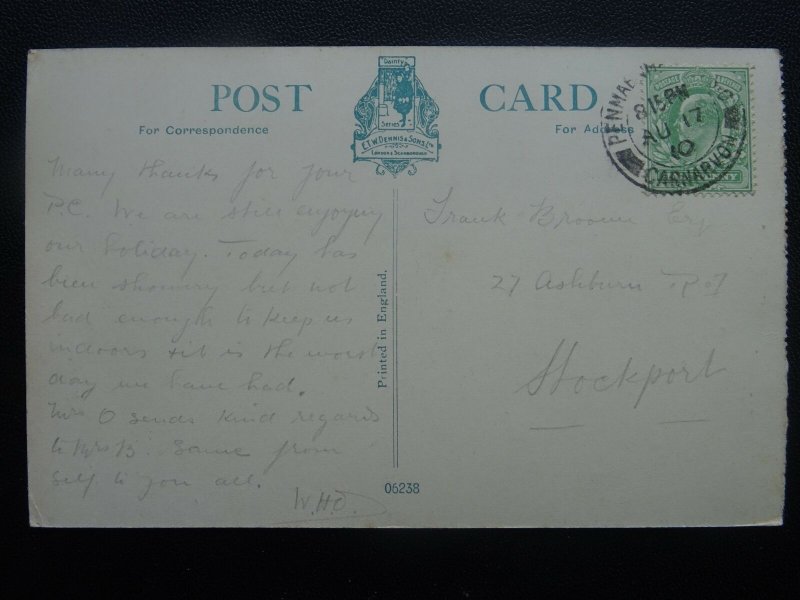 POST CARD
For Correspondence
For Address
Dainty
Series
E.T.W. DENNIS & SONS LTD
LONDON & SCARBOROUGH
PENMA
8.15PM
AU 17
10
CARNARVON
Many thanks for your
P.C. We are still enjoying
our holiday. Today has
been showery but not
bad enough to keep us
indoors & it is the worst
day we have had.
Mrs O sends kind regards
to Mrs B. Same from
self to you all.
W.H.O.
Printed in England.
06238
Frank Broome Esq
27 Ashburn Rd
Stockport